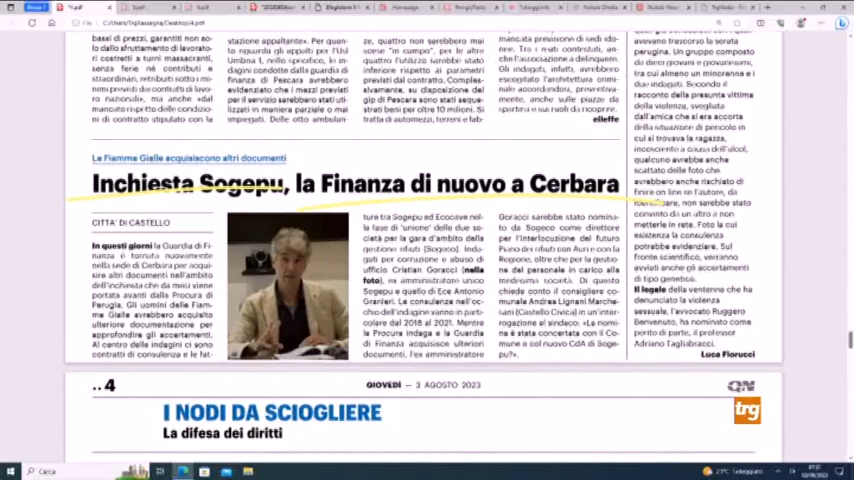 C:/Users/TrgRassegna/Desktop/4.pdf
bassi di prezzi, garantiti non so-
lo dallo sfruttamento di lavorato-
ri costretti a turni massacranti,
senza ferie né contributi e
straordinari, retribuiti sotto i mi-
nimi previsti dai contratti di lavo-
ro nazionali», ma anche «dal
mancato rispetto delle condizio-
ni di contratto stipulato con la
stazione appaltante». Per quan-
to riguarda gli appalti per l'Usl
Umbria 1, nello specifico, le in-
dagini condotte dalla guardia di
finanza di Pescara avrebbero
evidenziato che i mezzi previsti
per il servizio sarebbero stati uti-
lizzati in maniera parziale o mai
impiegati. Delle otto ambulan-
ze, quattro non sarebbero mai
scese "in campo", per le altre
quattro l'utilizzo sarebbe stato
inferiore rispetto ai parametri
previsti dal contratto. Comples-
sivamente, su disposizione del
gip di Pescara sono stati seque-
strati beni per oltre 10 milioni. Si
tratta di automezzi, terreni e fab-
mancata previsione di sedi ido-
nee. Tra i reati contestati, an-
che l'associazione a delinquere.
Gli indagati, infatti, avrebbero
escogitato l'architettura crimi-
nale accordandosi, preventiva-
mente, anche sulle piazze da
spartirsi e sui ruoli da ricoprire.
elleffe
Le Fiamme Gialle acquisiscono altri documenti
Inchiesta Sogepu, la Finanza di nuovo a Cerbara
CITTA' DI CASTELLO
In questi giorni la Guardia di Fi-
nanza è tornata nuovamente
nella sede di Cerbara per acqui-
sire altri documenti nell'ambito
dell'inchiesta che da mesi viene
portata avanti dalla Procura di
Perugia. Gli uomini delle Fiam-
me Gialle avrebbero acquisito
ulteriore documentazione per
approfondire gli accertamenti.
Al centro delle indagini ci sono
contratti di consulenza e le fat-
ture tra Sogepu ed Ecocave nel-
la fase di 'unione' delle due so-
cietà per la gara d'ambito della
gestione rifiuti (Sogeco). Inda-
gati per corruzione e abuso di
ufficio Cristian Goracci (nella
foto), ex amministratore unico
Sogepu e quello di Ece Antonio
Granieri. Le consulenze nell'oc-
chio dell'indagine vanno in parti-
colare dal 2018 al 2021. Mentre
la Procura indaga e la Guardia
di Finanza acquisisce ulteriori
documenti, l'ex amministratore
Goracci sarebbe stato nomina-
to da Sogeco come direttore
per l'interlocuzione del futuro
Piano dei rifiuti con Auri e con la
Regione, oltre che per la gestio-
ne del personale in carico alla
medesima società. Di questo
chiede conto il consigliere co-
munale Andrea Lignani Marche-
sani (Castello Civica) in un'inter-
rogazione al sindaco: «La nomi-
na è stata concertata con il Co-
mune e col nuovo CdA di Soge-
pu?».
avevano trascorso la serata
perugina. Un gruppo composto
da dieci giovani e giovanissimi,
tra cui almeno un minorenne e i
due indagati. Secondo il
racconto della presunta vittima
della violenza, svegliata
dall'amica che si era accorta
della situazione di pericolo in
cui si trovava la ragazza,
incosciente a causa dell'alcol,
qualcuno avrebbe anche
scattato delle foto che
avrebbero anche rischiato di
finire on line se l'autore, da
identificare, non sarebbe stato
convinto da un altro a non
metterle in rete. Foto la cui
esistenza la consulenza
potrebbe evidenziare. Sul
fronte scientifico, verranno
avviati anche gli accertamenti
di tipo genetico.
Il legale della ventenne che ha
denunciato la violenza
sessuale, l'avvocato Ruggero
Benvenuto, ha nominato come
perito di parte, il professor
Adriano Tagliabracci.
Luca Fiorucci
..4
GIOVEDÌ — 3 AGOSTO 2023
QN
trg
I NODI DA SCIOGLIERE
La difesa dei diritti
Cerca
23°C Soleggiato